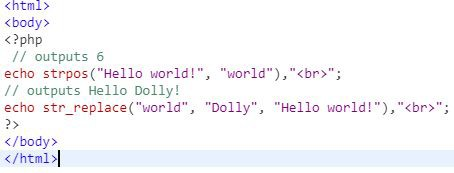 <html>
<body>
<?php
// outputs 6
echo strpos("Hello world!", "world"),"<br>";
// outputs Hello Dolly!
echo str_replace("world", "Dolly", "Hello world!"),"<br>";
?>
</body>
</html>